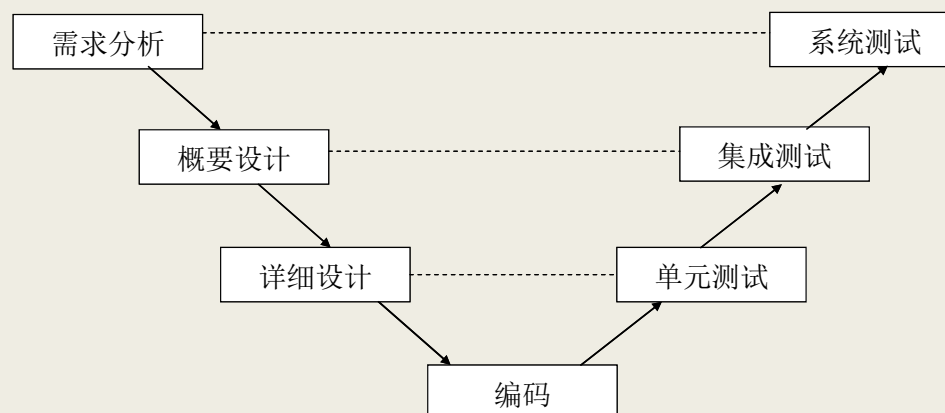 需求分析
系统测试
概要设计
集成测试
详细设计
单元测试
编码